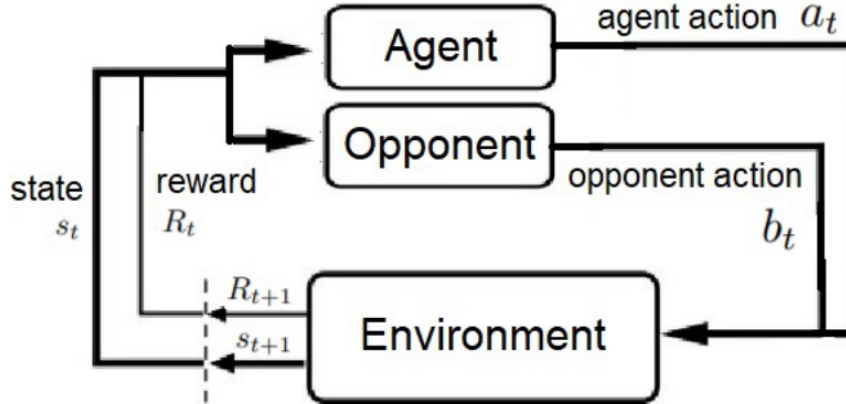 agent action a_t
Agent
Opponent
opponent action
b_t
state
s_t
reward
R_t
R_{t+1}
s_{t+1}
Environment